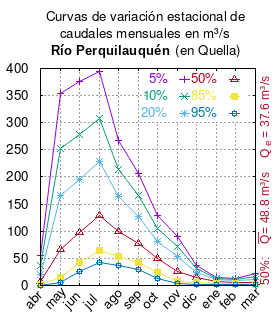 Curvas de variación estacional de
caudales mensuales en m³/s
Río Perquilauquén (en Quella)
400
350
300
250
200
150
100
50
0
5%
50%
10%
85%
20%
95%
abr
may
jun
jul
ago
sep
oct
nov
dic
ene
feb
mar
50% Q= 48.8 m³/s Q e = 37.6 m³/s